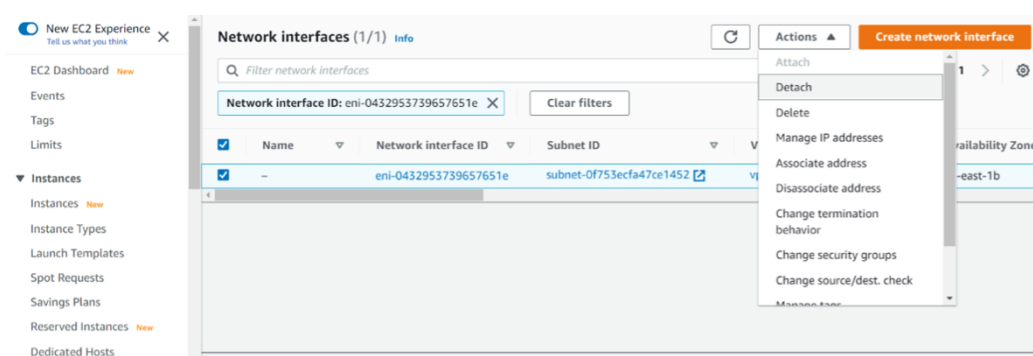 New EC2 Experience
Tell us what you think
EC2 Dashboard New
Events
Tags
Limits
Instances
Instances New
Instance Types
Launch Templates
Spot Requests
Savings Plans
Reserved Instances New
Dedicated Hosts
Network interfaces (1/1) Info
Actions
Create network interface
Filter network interfaces
1
Network interface ID: eni-0432953739657651e
Clear filters
Name
Network interface ID
Subnet ID
V
vailability Zone
–
eni-0432953739657651e
subnet-0f753ecfa47ce1452
vp
-east-1b
Attach
Detach
Delete
Manage IP addresses
Associate address
Disassociate address
Change termination
behavior
Change security groups
Change source/dest. check
Manage tags